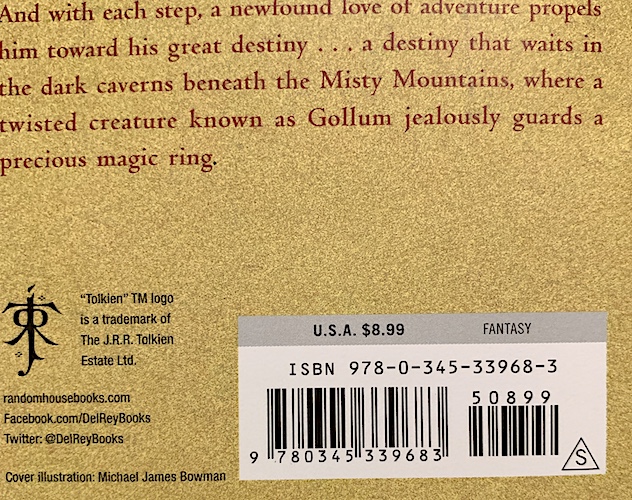 And with each step, a newfound love of adventure propels
him toward his great destiny . . . a destiny that waits in
the dark caverns beneath the Misty Mountains, where a
twisted creature known as Gollum jealously guards a
precious magic ring.
“Tolkien” TM logo
is a trademark of
The J.R.R. Tolkien
Estate Ltd.
randomhousebooks.com
Facebook.com/DelReyBooks
Twitter: @DelReyBooks
Cover illustration: Michael James Bowman
U.S.A. $8.99 FANTASY
ISBN 978-0-345-33968-3
50899
9 780345 339683
S